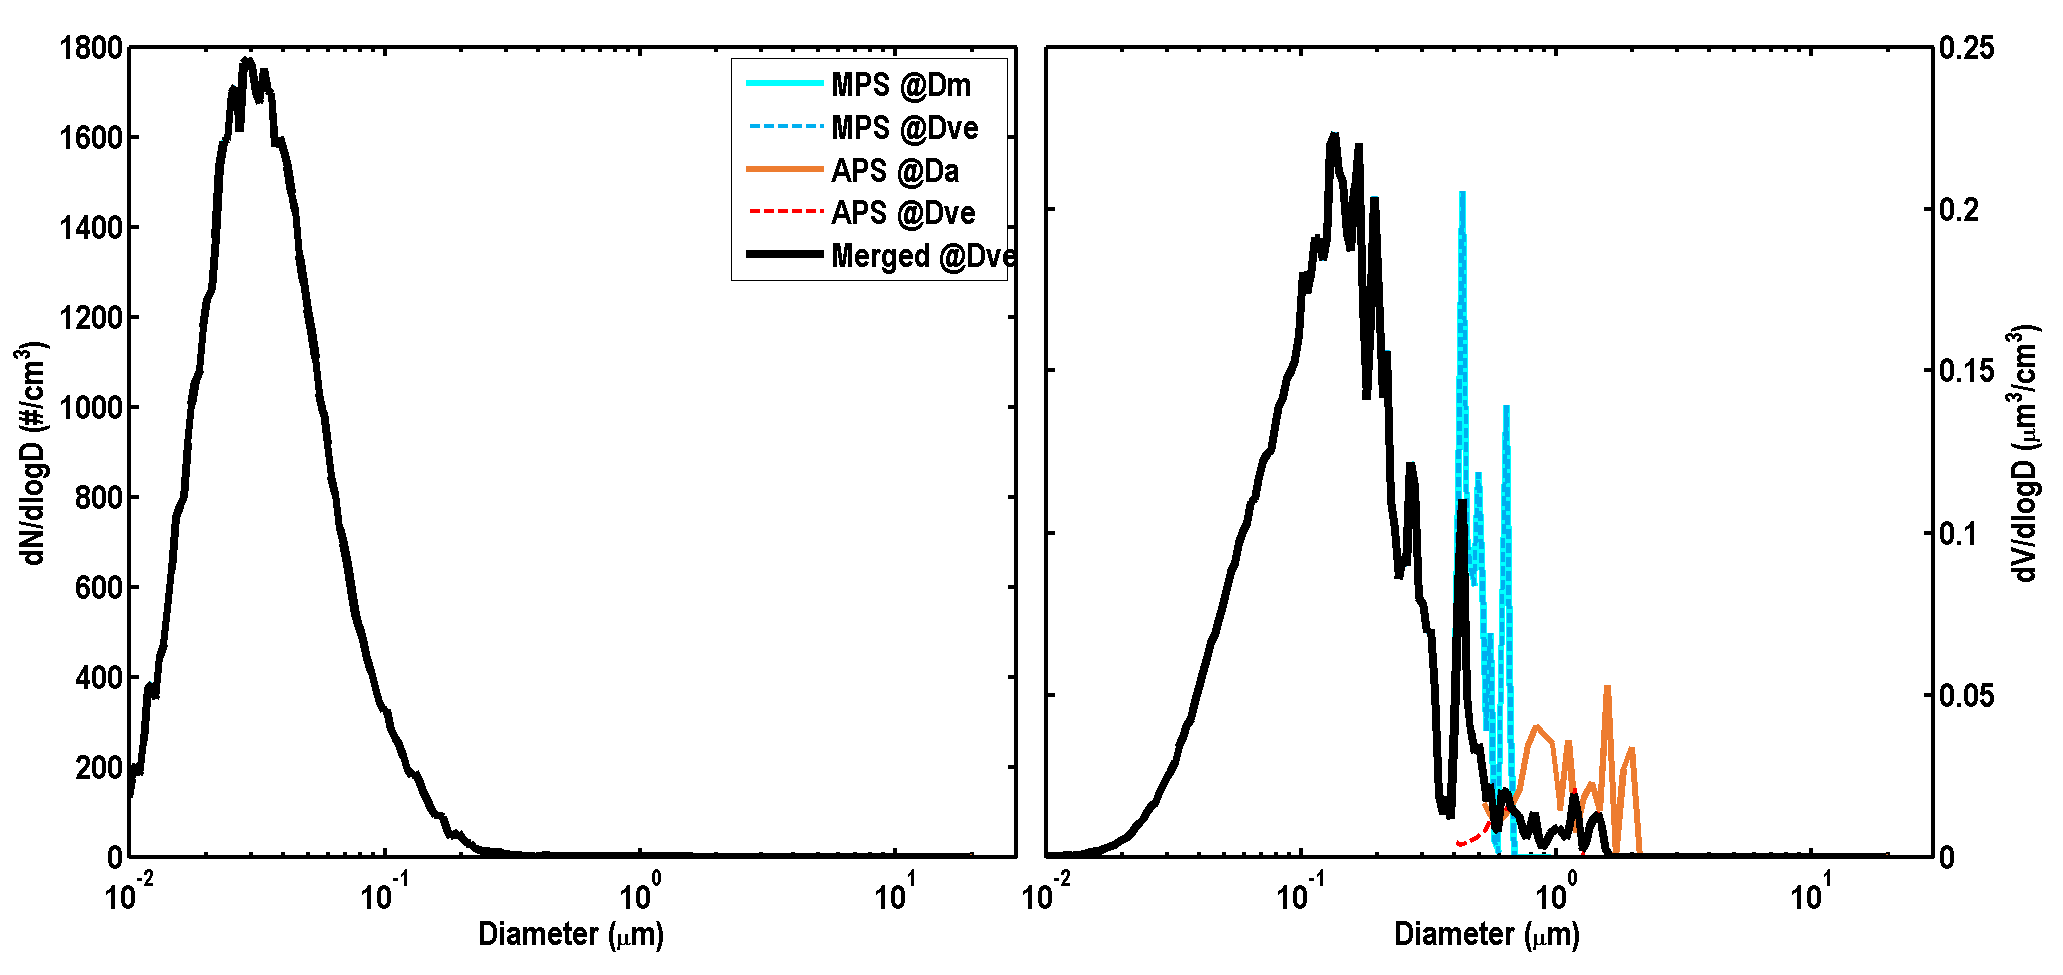 1800
1600
1400
1200
1000
800
600
400
200
0
dN/dlogD (#/cm³)
10⁻²
10⁻¹
10⁰
10¹
Diameter (μm)
MPS @Dm
MPS @Dve
APS @Da
APS @Dve
Merged @Dve
0.25
0.2
0.15
0.1
0.05
0
dV/dlogD (μm³/cm³)
10⁻²
10⁻¹
10⁰
10¹
Diameter (μm)